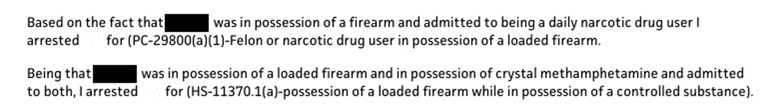 Based on the fact that was in possession of a firearm and admitted to being a daily narcotic drug user I
arrested for (PC-29800(a)(1)-Felon or narcotic drug user in possession of a loaded firearm.
Being that was in possession of a loaded firearm and in possession of crystal methamphetamine and admitted
to both, I arrested for (HS-11370.1(a)-possession of a loaded firearm while in possession of a controlled substance).